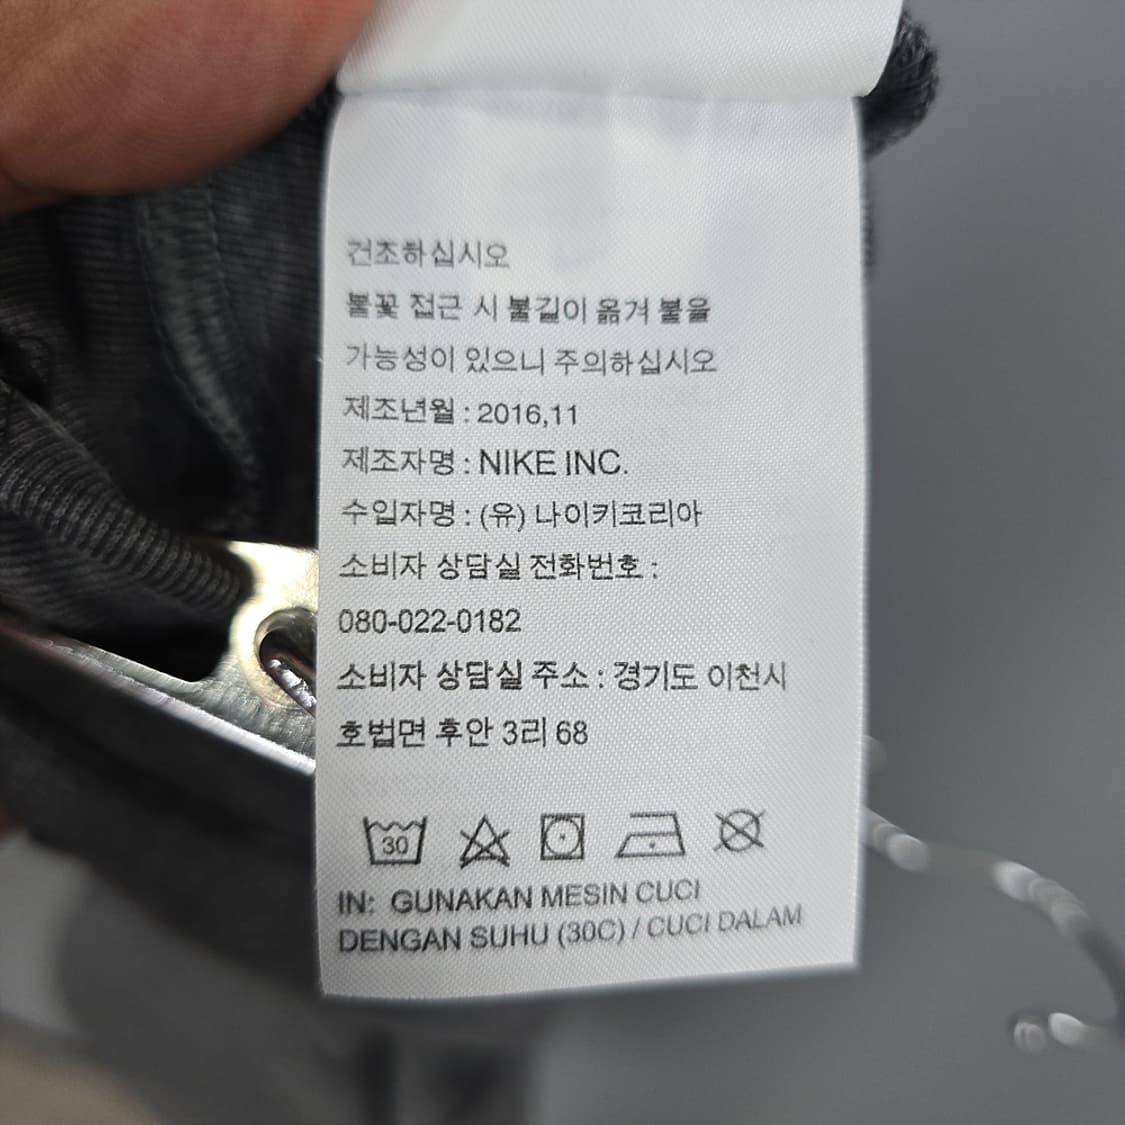 건조하십시오
불꽃 접근 시 불길이 옮겨 붙을
가능성이 있으니 주의하십시오
제조년월 : 2016,11
제조자명 : NIKE INC.
수입자명 : (유) 나이키코리아
소비자 상담실 전화번호 :
080-022-0182
소비자 상담실 주소 : 경기도 이천시
호법면 후안 3리 68
30
IN: GUNAKAN MESIN CUCI
DENGAN SUHU (30C) / CUCI DALAM